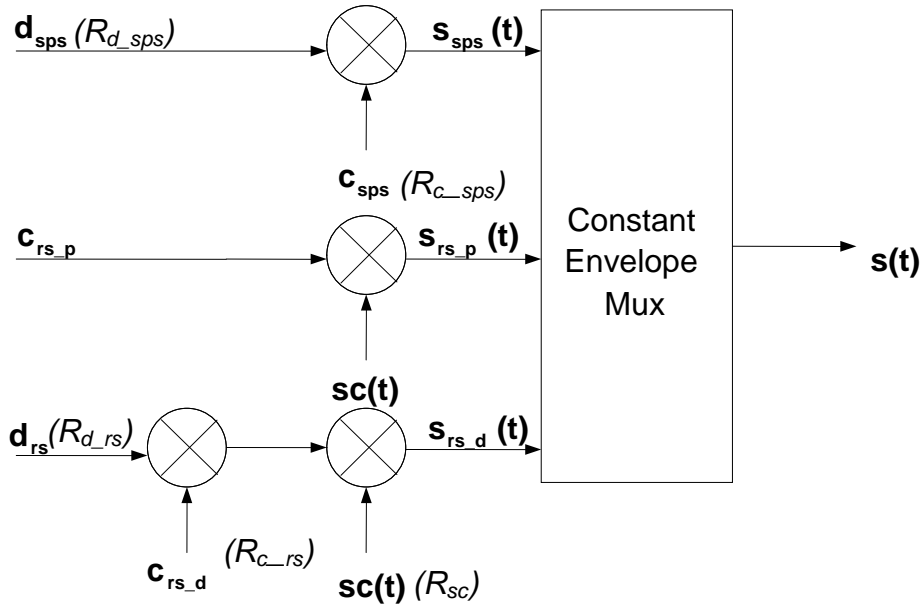 d_sps (R_d_sps)
s_sps (t)
c_sps (R_c_sps)
c_rs_p
s_rs_p (t)
Constant
Envelope
Mux
s(t)
sc(t)
d_rs (R_d_rs)
s_rs_d (t)
c_rs_d
(R_c_rs)
sc(t) (R_sc)